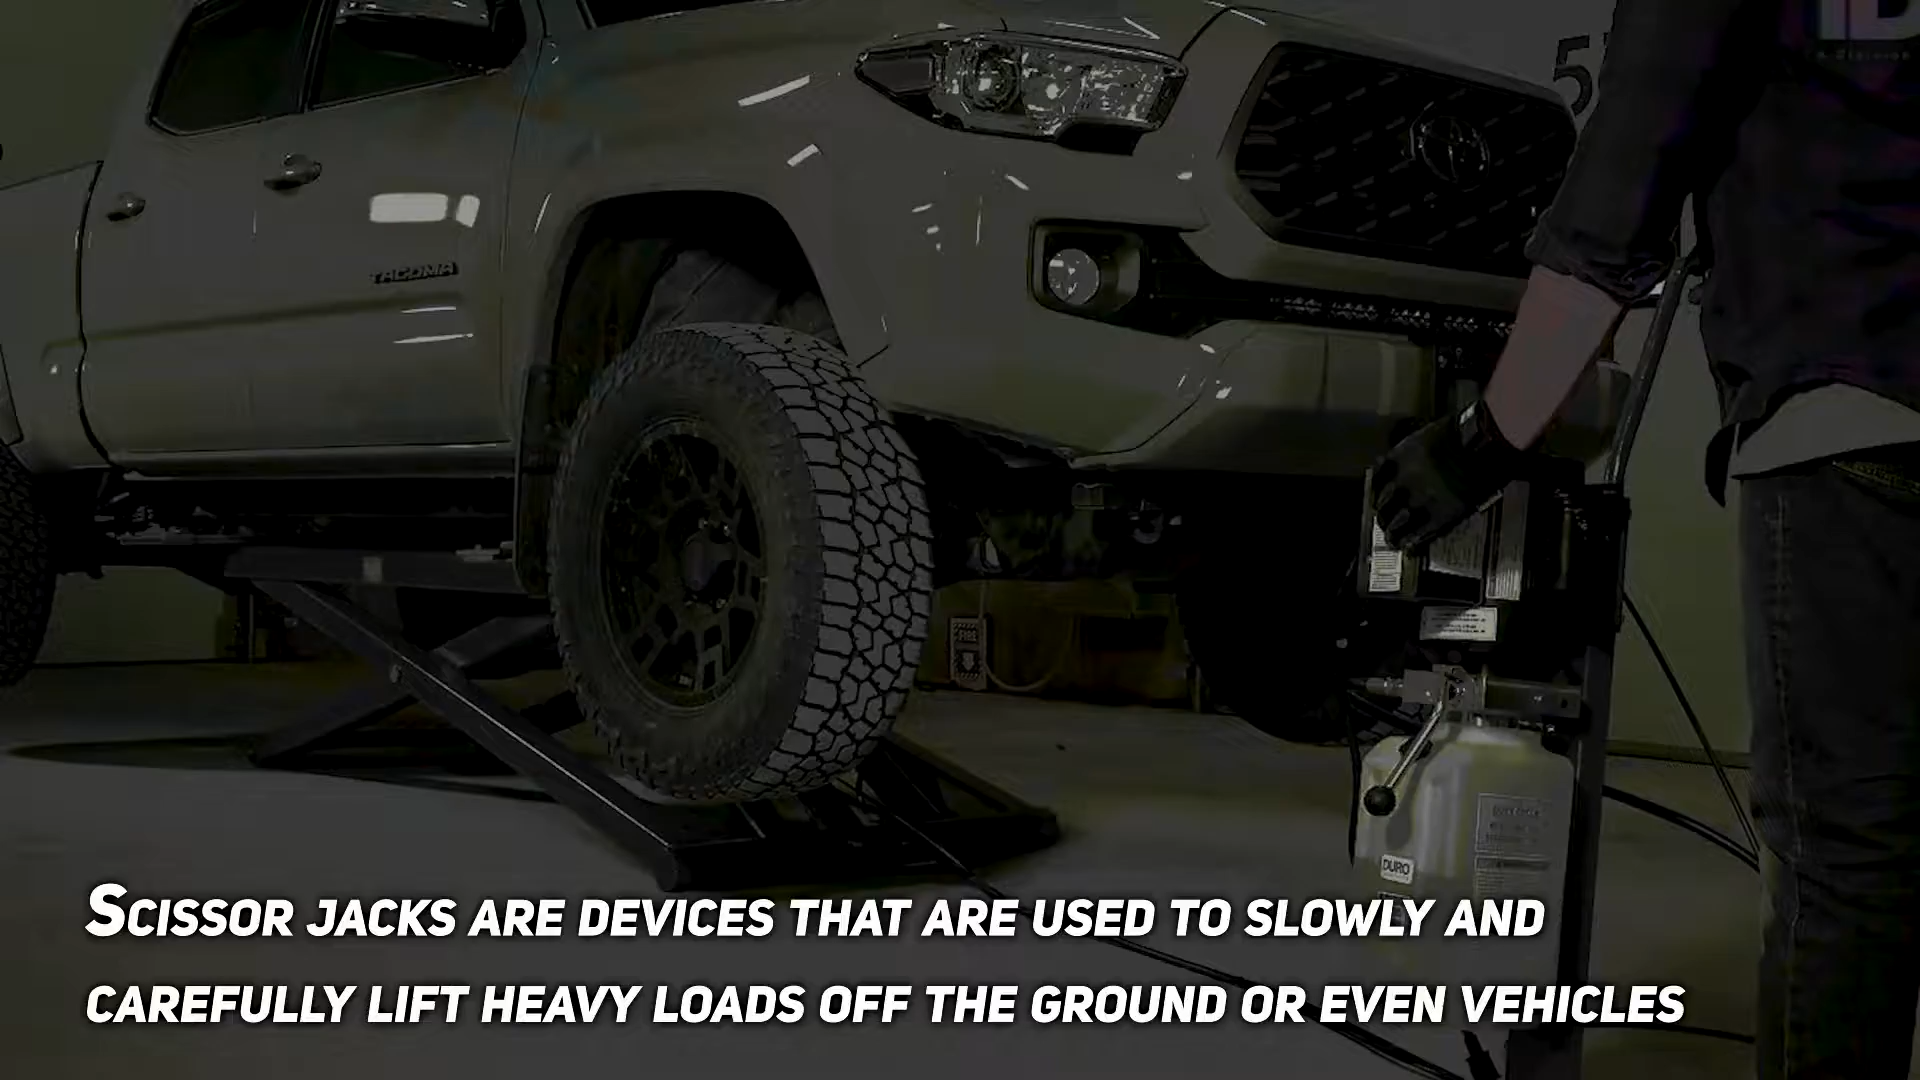 TACOMA
FIRE
DURO
SCISSOR JACKS ARE DEVICES THAT ARE USED TO SLOWLY AND
CAREFULLY LIFT HEAVY LOADS OFF THE GROUND OR EVEN VEHICLES